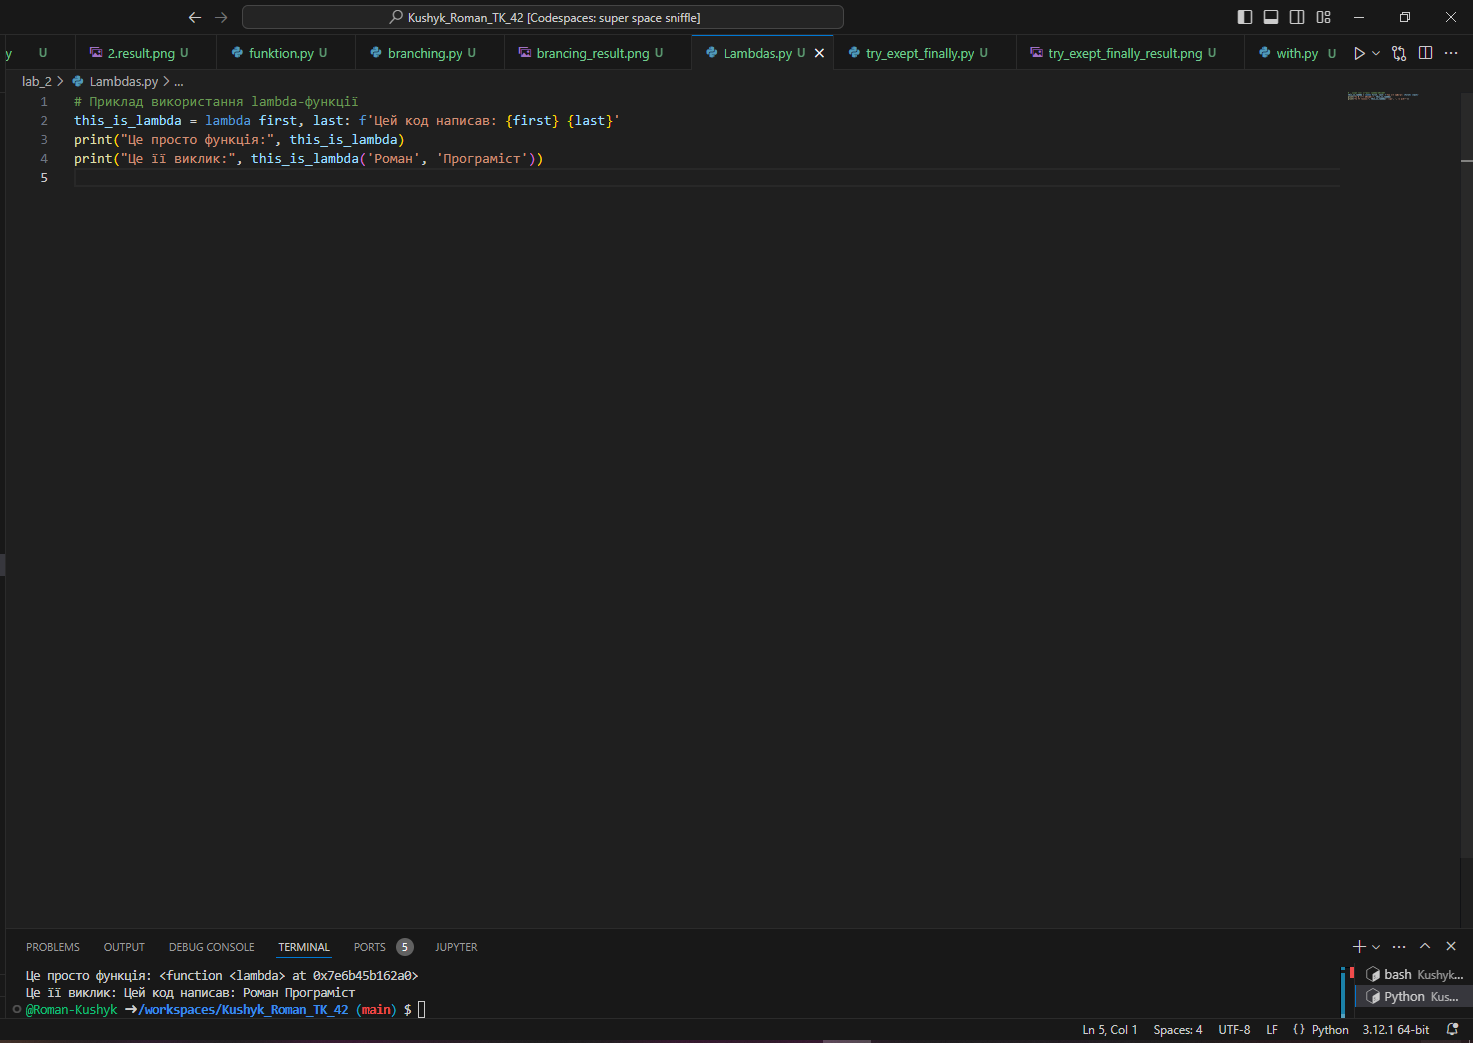 Kushyk_Roman_TK_42 [Codespaces: super space sniffle]
y U 2.result.png U funktion.py U branching.py U brancing_result.png U Lambdas.py U try_exept_finally.py U try_exept_finally_result.png U with.py U
lab_2 > Lambdas.py > ...
1 # Приклад використання lambda-функції
2 this_is_lambda = lambda first, last: f'Цей код написав: {first} {last}'
3 print("Це просто функція:", this_is_lambda)
4 print("Це її виклик:", this_is_lambda('Роман', 'Програміст'))
5
PROBLEMS OUTPUT DEBUG CONSOLE TERMINAL PORTS 5 JUPYTER
Це просто функція: <function <lambda> at 0x7e6b45b162a0>
Це її виклик: Цей код написав: Роман Програміст
@Roman-Kushyk ➜/workspaces/Kushyk_Roman_TK_42 (main) $
bash Kushyk...
Python Kus...
Ln 5, Col 1 Spaces: 4 UTF-8 LF {} Python 3.12.1 64-bit